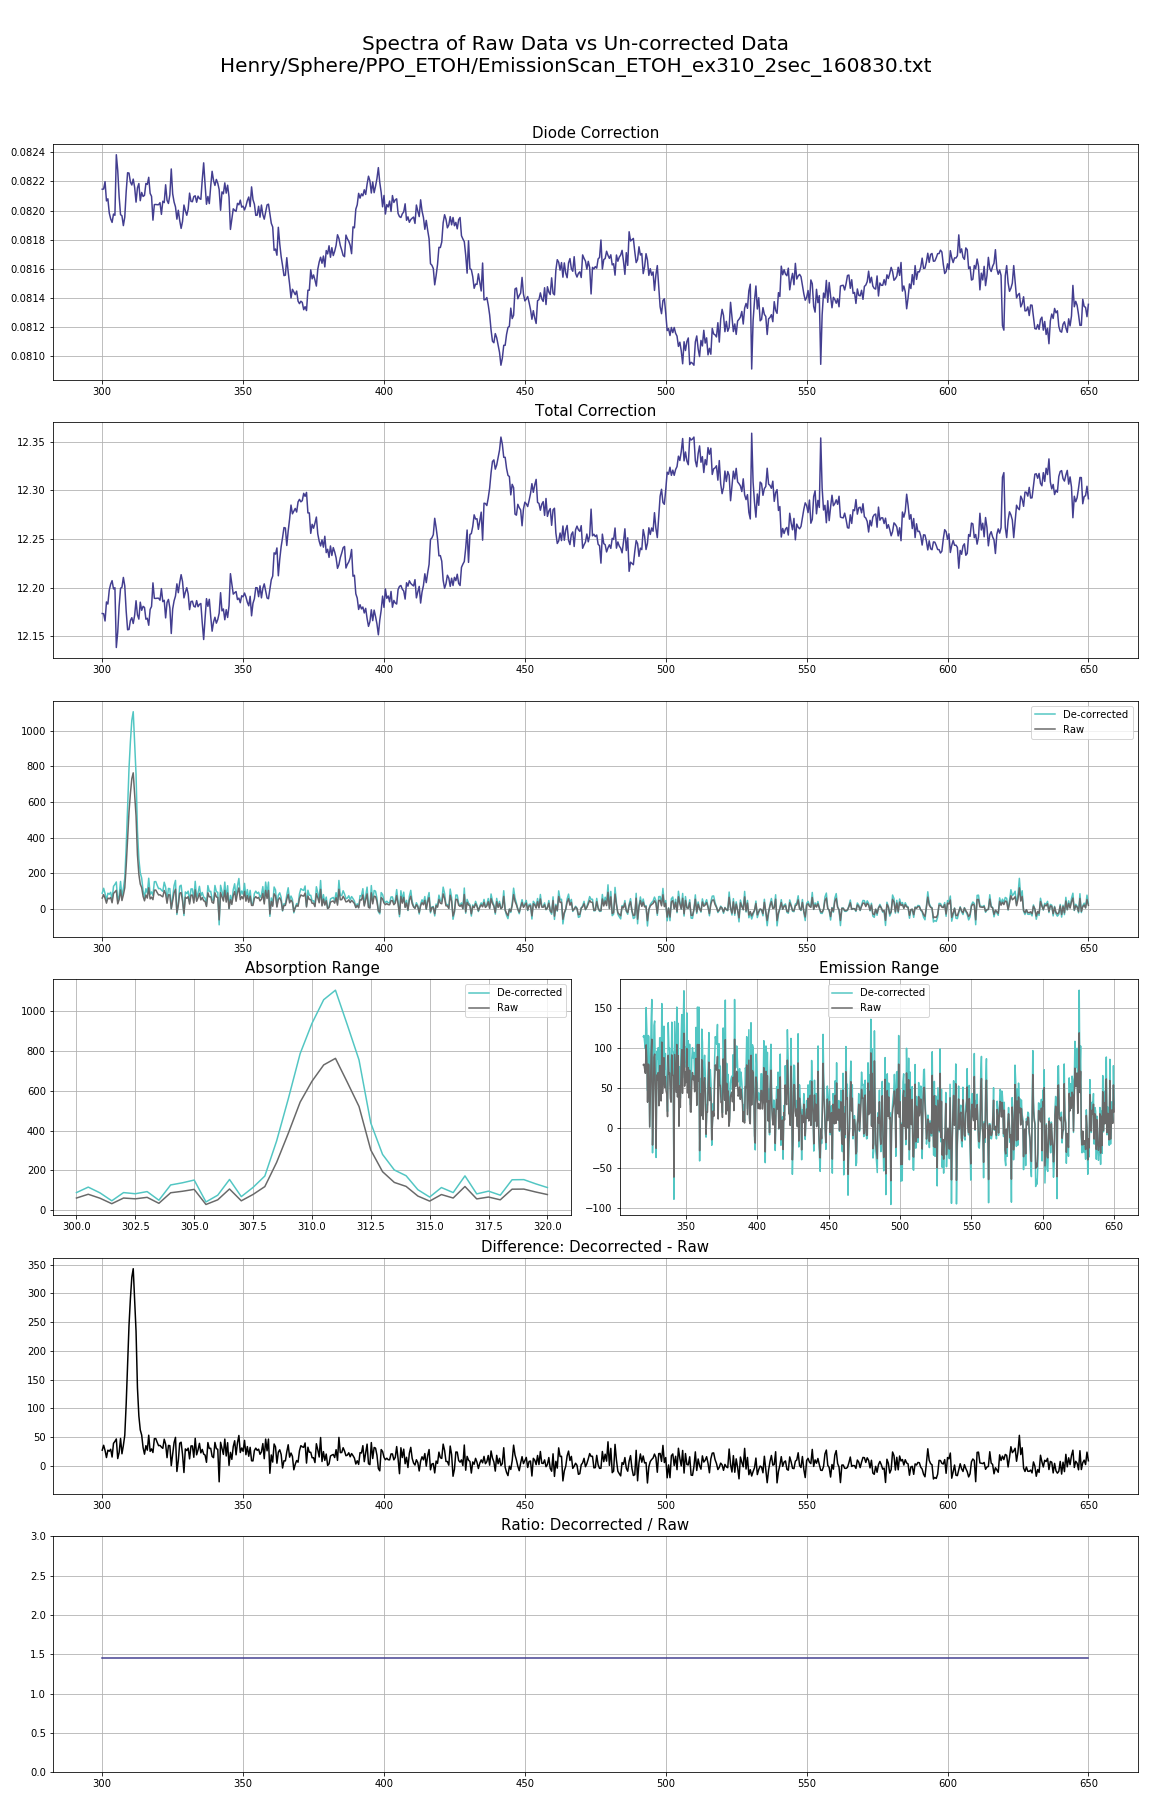 Spectra of Raw Data vs Un-corrected Data
Henry/Sphere/PPO_ETOH/EmissionScan_ETOH_ex310_2sec_160830.txt
Diode Correction
0.0824
0.0822
0.0820
0.0818
0.0816
0.0814
0.0812
0.0810
300 350 400 450 500 550 600 650
Total Correction
12.35
12.30
12.25
12.20
12.15
300 350 400 450 500 550 600 650
De-corrected
Raw
1000
800
600
400
200
0
300 350 400 450 500 550 600 650
Absorption Range
De-corrected
Raw
1000
800
600
400
200
0
300.0 302.5 305.0 307.5 310.0 312.5 315.0 317.5 320.0
Emission Range
De-corrected
Raw
150
100
50
0
−50
−100
350 400 450 500 550 600 650
Difference: Decorrected - Raw
350
300
250
200
150
100
50
0
300 350 400 450 500 550 600 650
Ratio: Decorrected / Raw
3.0
2.5
2.0
1.5
1.0
0.5
0.0
300 350 400 450 500 550 600 650